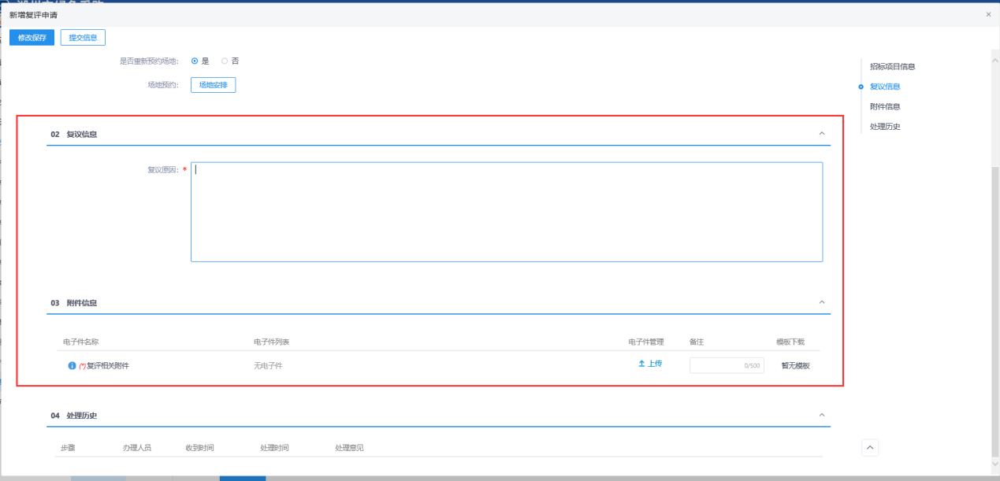 新增复评申请
×
修改保存 提交信息
是否重新预约场地: 是 否
场地预约: 场地安排
招标项目信息
复议信息
附件信息
处理历史
02 复议信息
复议原因: *
03 附件信息
电子件名称 电子件列表 电子件管理 备注 模板下载
(*)复评相关附件 无电子件 上传 0/500 暂无模板
04 处理历史
步骤 办理人员 收到时间 处理时间 处理意见